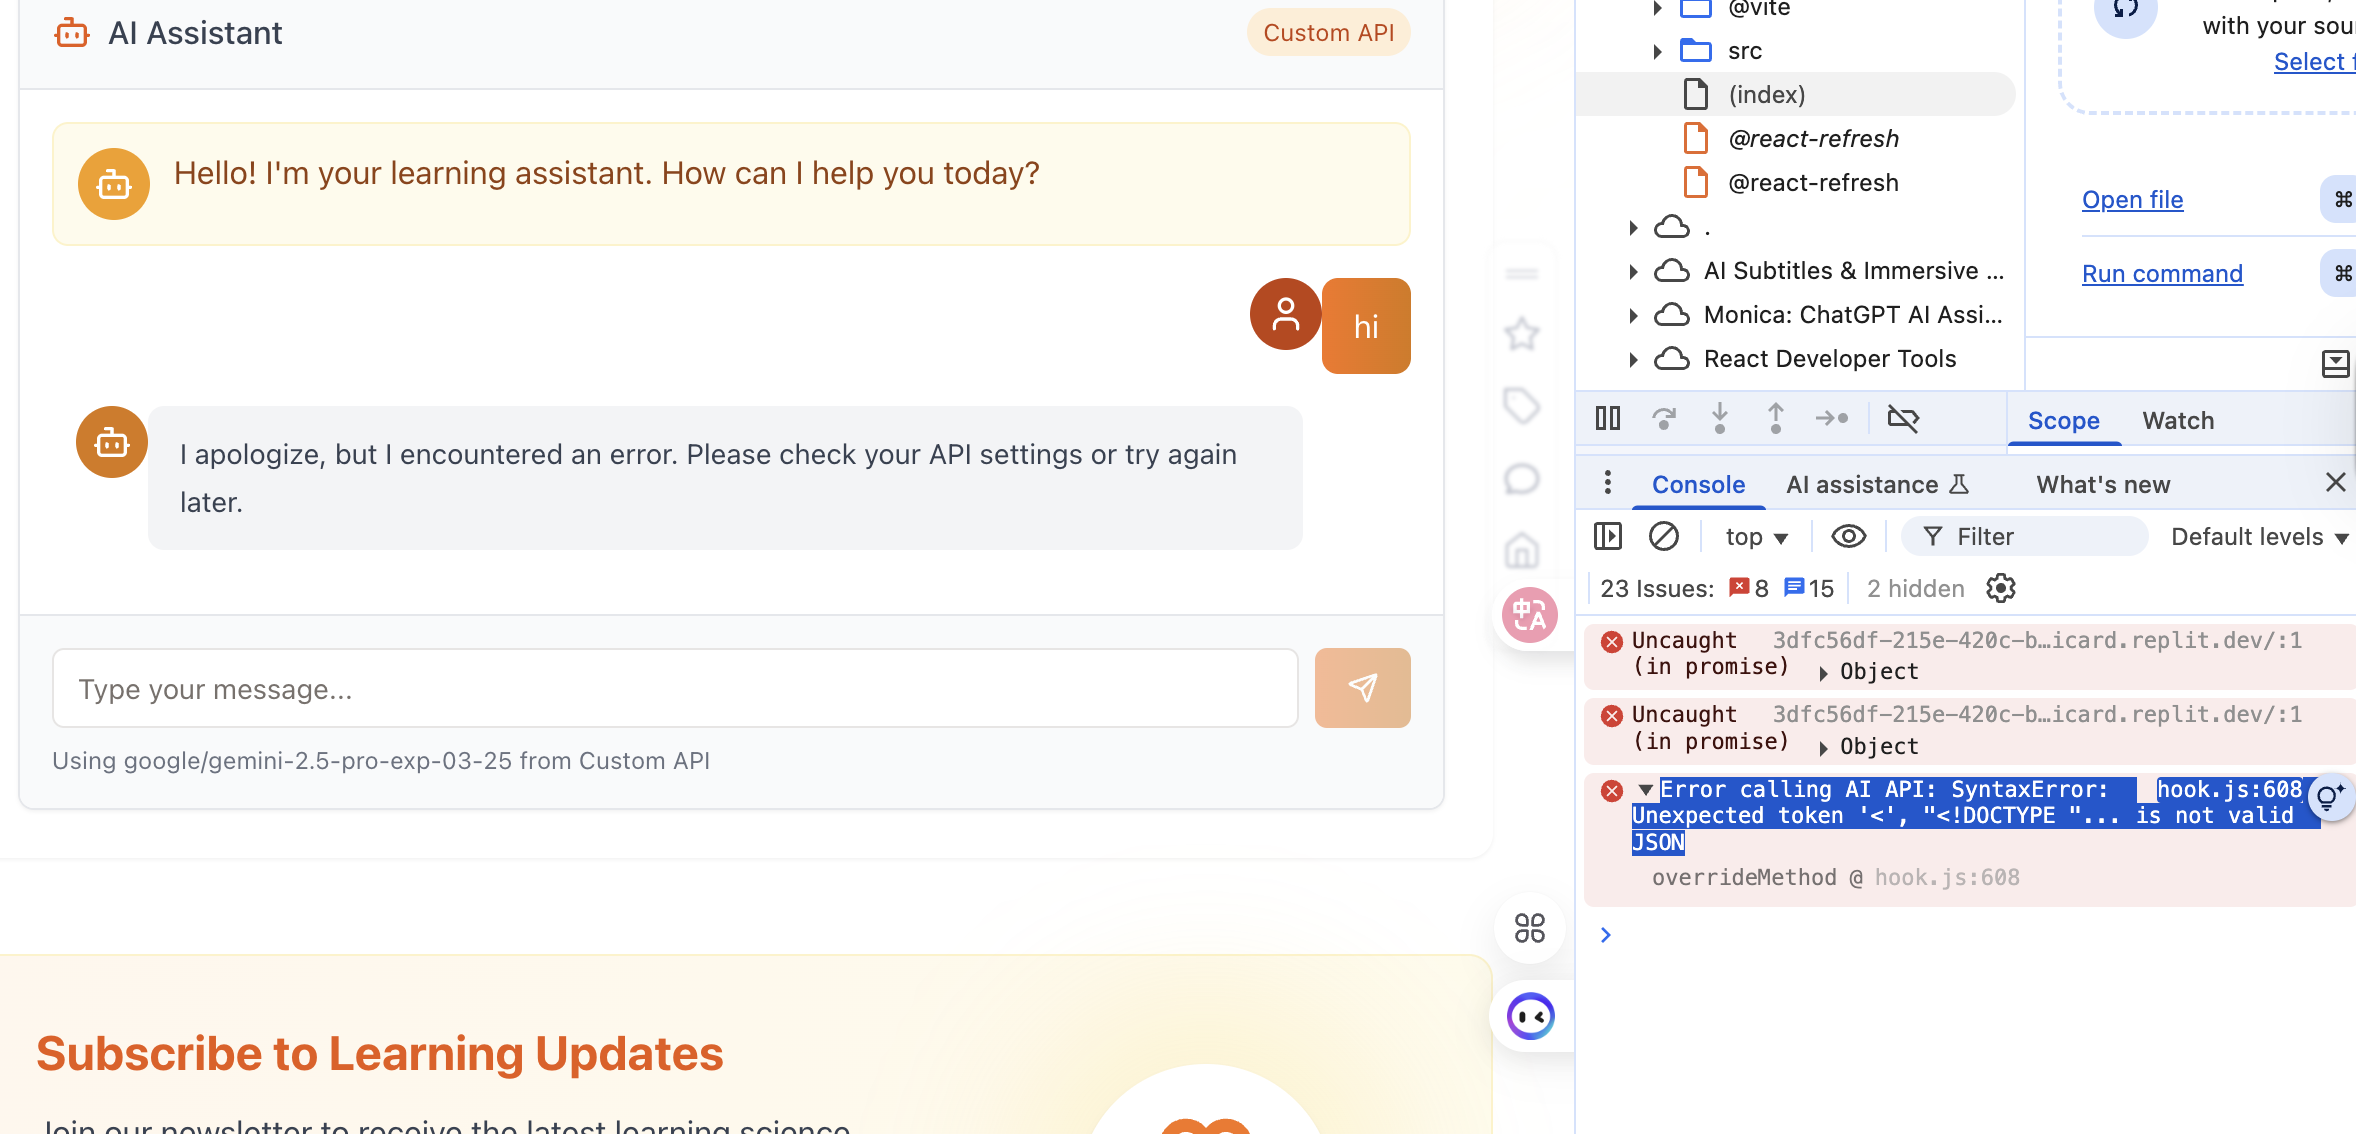 AI Assistant
Custom API
Hello! I'm your learning assistant. How can I help you today?
hi
I apologize, but I encountered an error. Please check your API settings or try again
later.
Type your message...
Using google/gemini-2.5-pro-exp-03-25 from Custom API
Subscribe to Learning Updates
Join our newsletter to receive the latest learning science
@vite
src
(index)
@react-refresh
@react-refresh
.
AI Subtitles & Immersive ...
Monica: ChatGPT AI Assi...
React Developer Tools
with your sou
Select f
Open file
⌘
Run command
⌘
Scope
Watch
Console
AI assistance
What's new
top
Filter
Default levels
23 Issues:
8
15
2 hidden
Uncaught 3dfc56df-215e-420c-b…icard.replit.dev/:1
(in promise) Object
Uncaught 3dfc56df-215e-420c-b…icard.replit.dev/:1
(in promise) Object
Error calling AI API: SyntaxError: hook.js:608
Unexpected token '<', "<!DOCTYPE "... is not valid
JSON
overrideMethod @ hook.js:608